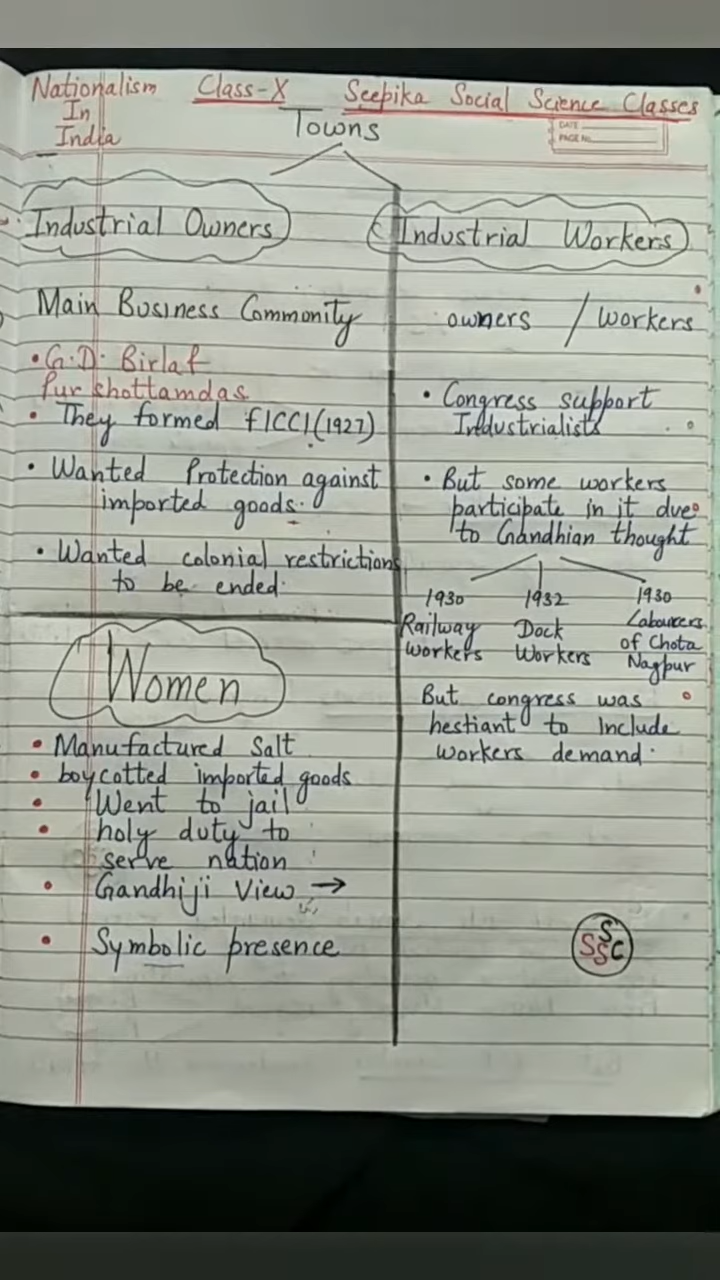 Nationalism
In
India
Class-X
Seepika Social Science Classes
DATE
PAGE No.
Towns
Industrial Owners
Main Business Commonity
• G.D. Birla &
Purshottamdas
• They formed FICCI (1927)
• Wanted Protection against
imported goods.
• Wanted colonial restrictions
to be ended.
Industrial Workers
owners / workers
• Congress support
Industrialists
• But some workers
participate in it due
to Gandhian thought
1930
Railway
workers
1932
Dock
Workers
1930
Labourers
of Chota
Nagpur
But congress was
hestiant to Include
workers demand.
Women
• Manufactured Salt
• boycotted imported goods
• Went to jail
• holy duty to
serve nation
• Gandhiji View →
• Symbolic presence
SSSC